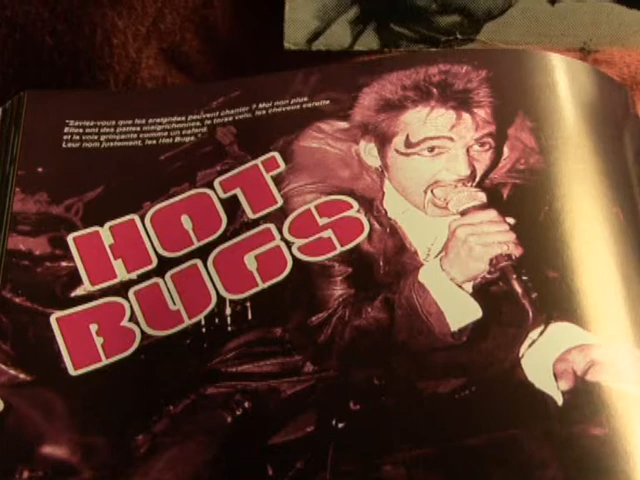 "Saviez-vous que les araignées peuvent chanter ? Moi non plus.
Elles ont des pattes maigrichonnes, le torse velu, les cheveux carotte
et la voix grinçante comme un cafard.
Leur nom justement, les Hot Bugs."
HOT
BUGS